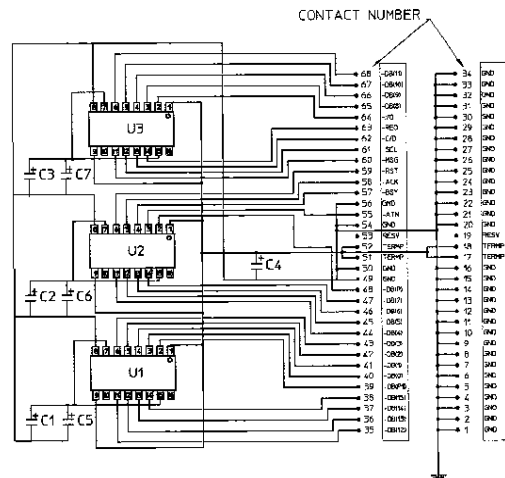 CONTACT NUMBER
68 -DB(11) 34 GND
67 -DB(10) 33 GND
66 -DB(9) 32 GND
65 -DB(8) 31 GND
64 -I/O 30 GND
63 -REQ 29 GND
62 -C/D 28 GND
61 -SEL 27 GND
60 -MSG 26 GND
59 -RST 25 GND
58 -ACK 24 GND
57 -BSY 23 GND
56 GND 22 GND
55 -ATN 21 GND
54 GND 20 GND
53 RESV 19 RESV
52 TERMP 18 TERMP
51 TERMP 17 TERMP
50 GND 16 GND
49 GND 15 GND
48 14 GND
47 -DB(7) 13 GND
46 -DB(6) 12 GND
45 -DB(5) 11 GND
44 -DB(4) 10 GND
43 -DB(3) 9 GND
42 -DB(2) 8 GND
41 -DB(1) 7 GND
40 -DB(0) 6 GND
39 5 GND
38 -DB(15) 4 GND
37 -DB(14) 3 GND
36 -DB(13) 2 GND
35 -DB(12) 1 GND
U3
C3 C7
U2
C4
C2 C6
U1
C1 C5